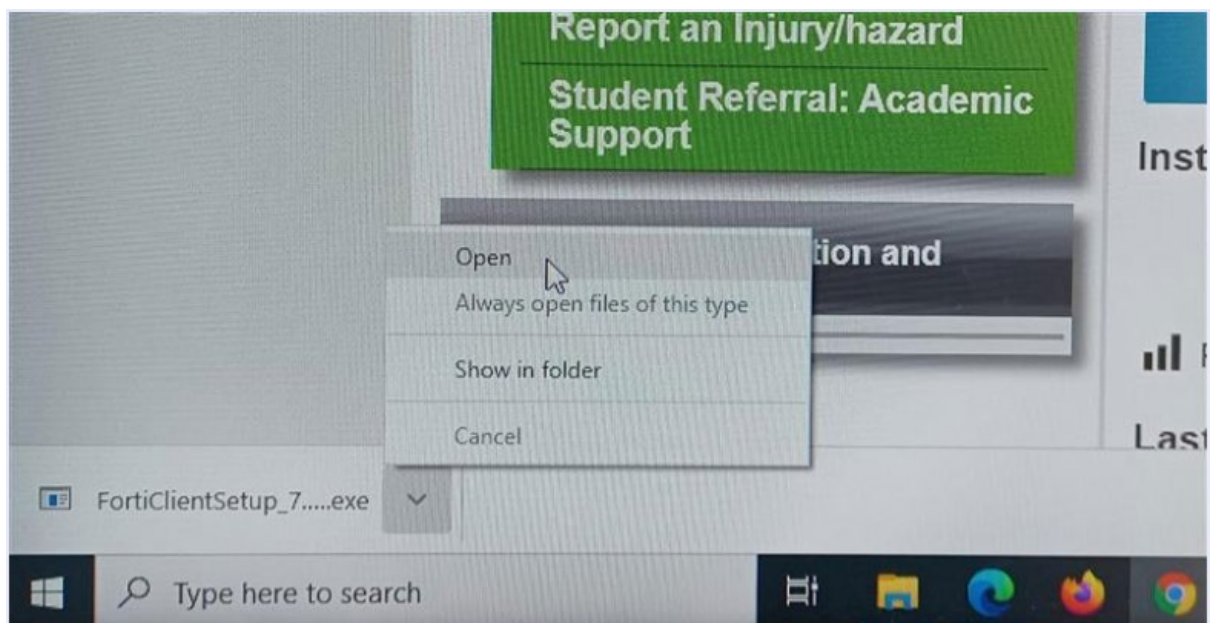 Report an Injury/hazard
Student Referral: Academic
Support
Inst
tion and
Open
Always open files of this type
Show in folder
Cancel
Last
FortiClientSetup_7.....exe
Type here to search